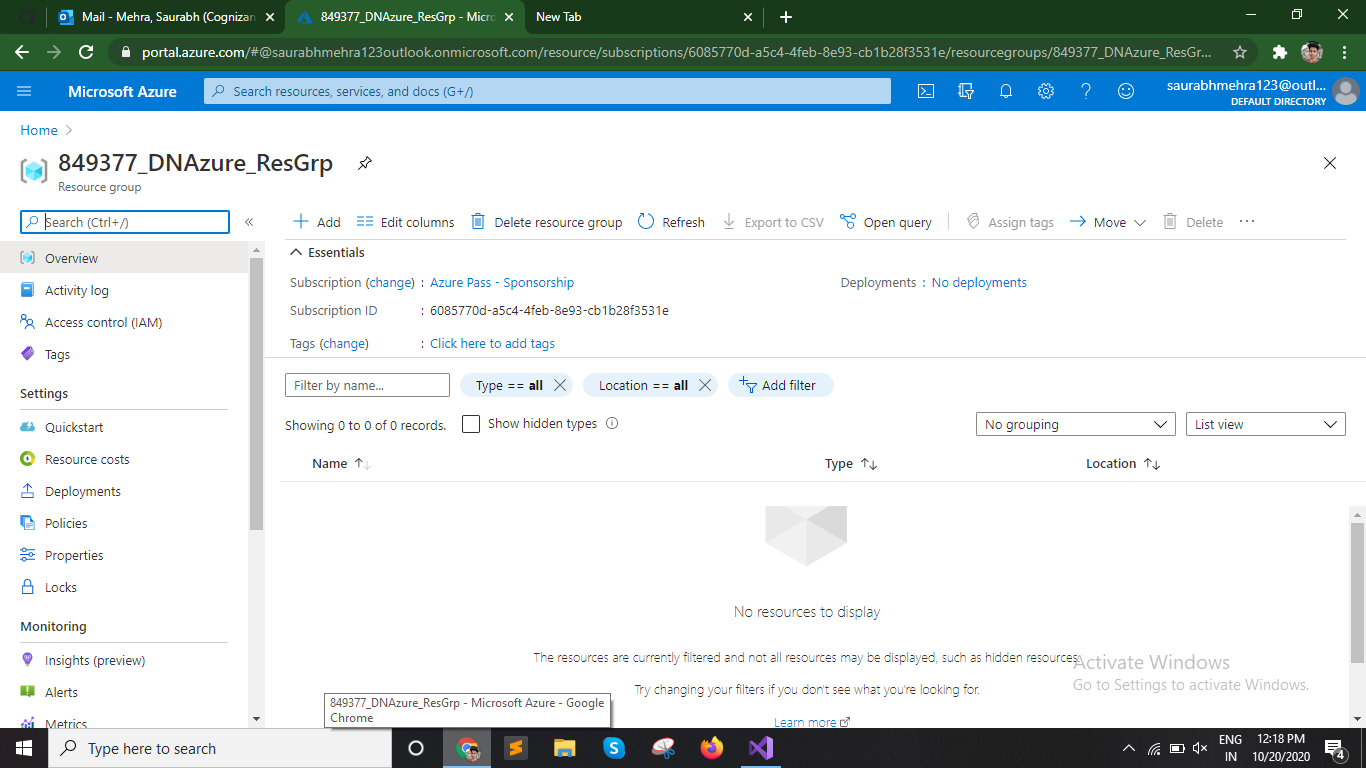 Mail - Mehra, Saurabh (Cognizan
849377_DNAzure_ResGrp - Micro
New Tab
portal.azure.com/#@saurabhmehra123outlook.onmicrosoft.com/resource/subscriptions/6085770d-a5c4-4feb-8e93-cb1b28f3531e/resourcegroups/849377_DNAzure_ResGr...
Microsoft Azure
Search resources, services, and docs (G+/)
saurabhmehra123@outl...
DEFAULT DIRECTORY
Home
849377_DNAzure_ResGrp
Resource group
Search (Ctrl+/)
«
Add
Edit columns
Delete resource group
Refresh
Export to CSV
Open query
Assign tags
Move
Delete
Overview
Activity log
Access control (IAM)
Tags
Settings
Quickstart
Resource costs
Deployments
Policies
Properties
Locks
Monitoring
Insights (preview)
Alerts
Metrics
Essentials
Subscription (change) : Azure Pass - Sponsorship
Deployments : No deployments
Subscription ID : 6085770d-a5c4-4feb-8e93-cb1b28f3531e
Tags (change) : Click here to add tags
Filter by name...
Type == all
Location == all
Add filter
Showing 0 to 0 of 0 records.
Show hidden types
No grouping
List view
Name
Type
Location
No resources to display
The resources are currently filtered and not all resources may be displayed, such as hidden resources
Try changing your filters if you don't see what you're looking for.
Learn more
Activate Windows
Go to Settings to activate Windows.
849377_DNAzure_ResGrp - Microsoft Azure - Google
Chrome
Type here to search
ENG
IN
12:18 PM
10/20/2020
4